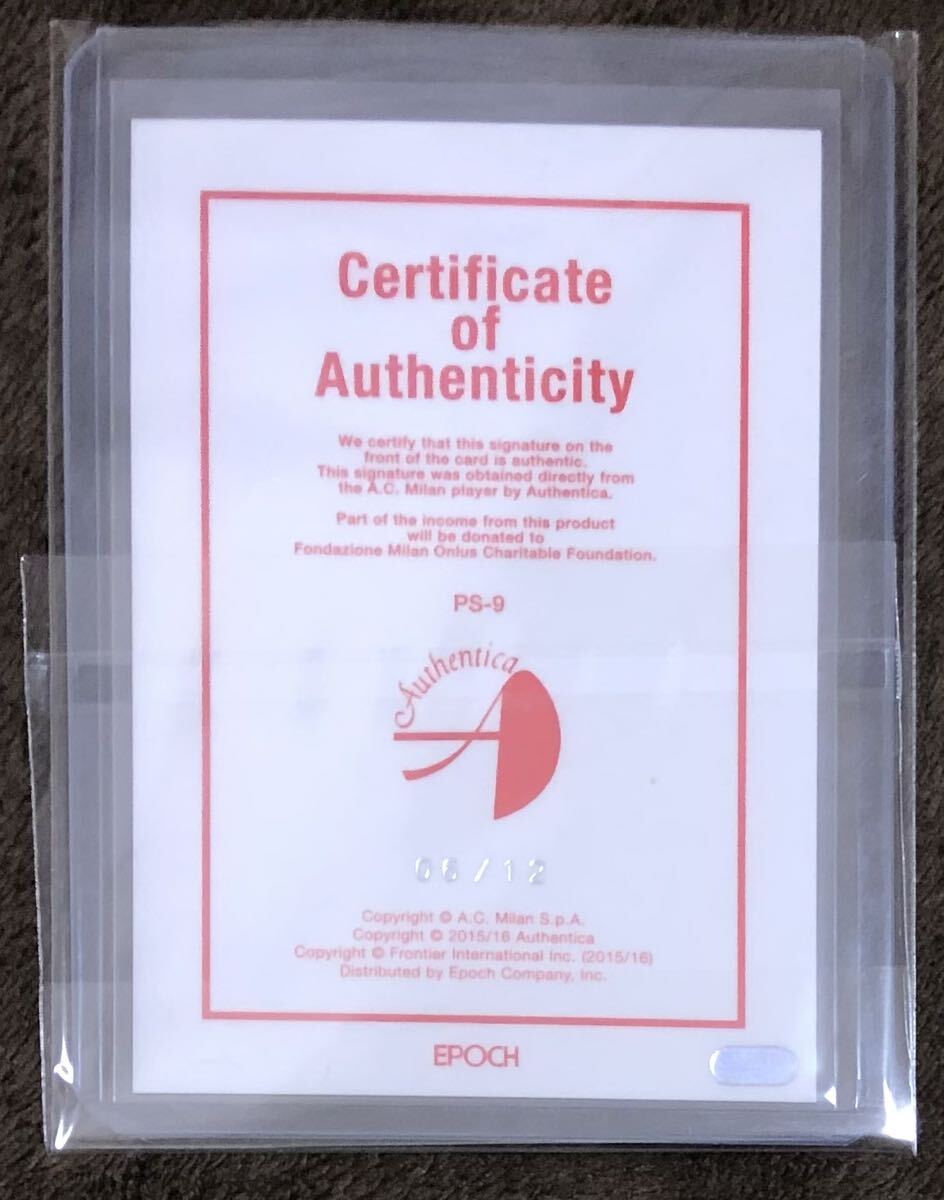 Certificate
of
Authenticity
We certify that this signature on the
front of the card is authentic.
This signature was obtained directly from
the A.C. Milan player by Authentica.
Part of the income from this product
will be donated to
Fondazione Milan Onlus Charitable Foundation.
PS-9
Authentica
06/12
Copyright © A.C. Milan S.p.A.
Copyright © 2015/16 Authentica
Copyright © Frontier International Inc. (2015/16)
Distributed by Epoch Company, Inc.
EPOCH